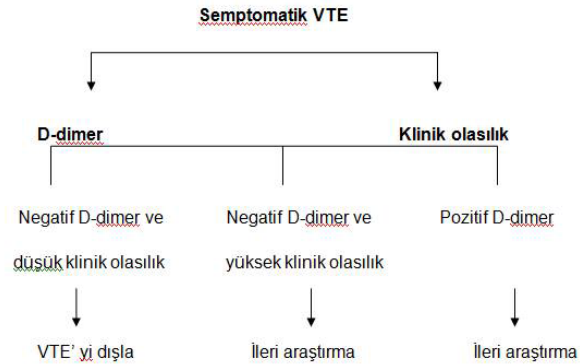 Semptomatik VTE
D-dimer
Klinik olasılık
Negatif D-dimer ve
düşük klinik olasılık
Negatif D-dimer ve
yüksek klinik olasılık
Pozitif D-dimer
VTE' yi dışla
İleri araştırma
İleri araştırma